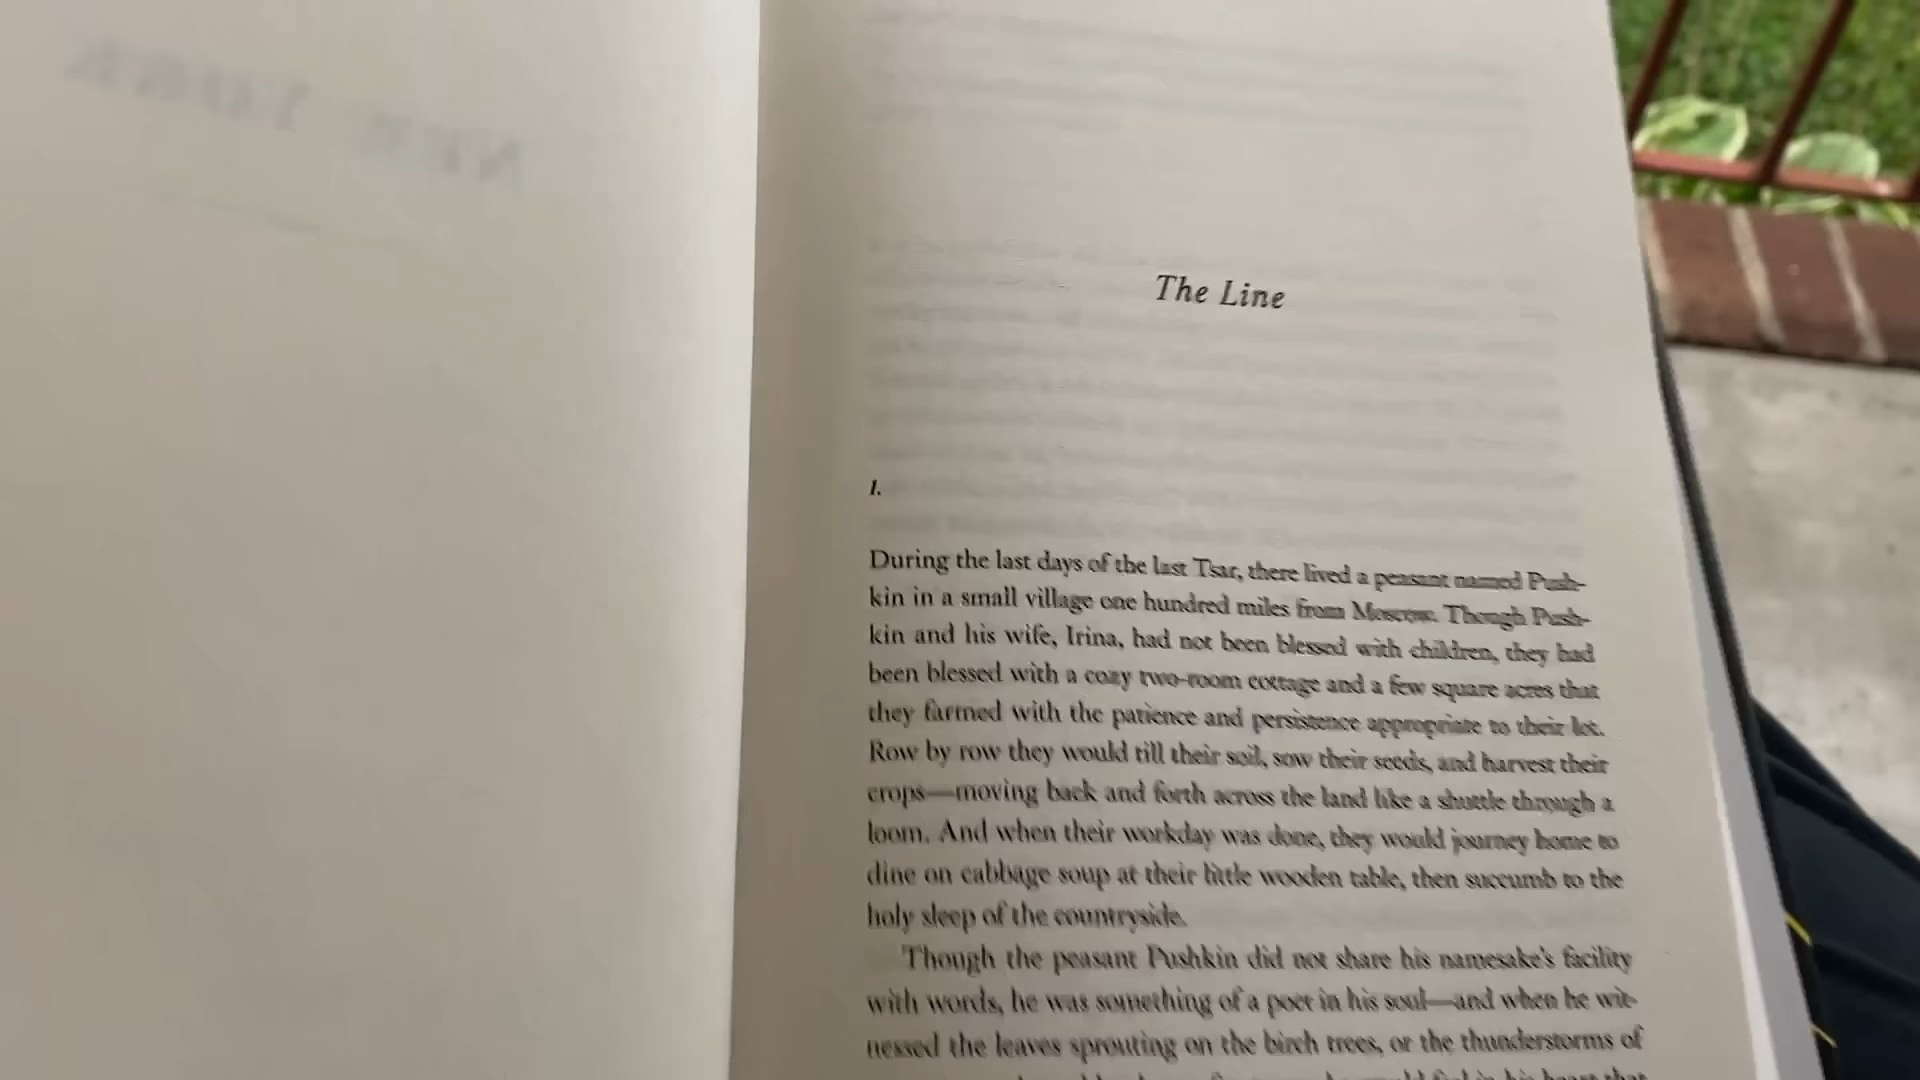 The Line
1.
During the last days of the last Tsar, there lived a peasant named Push-
kin in a small village one hundred miles from Moscow. Though Push-
kin and his wife, Irina, had not been blessed with children, they had
been blessed with a cozy two-room cottage and a few square acres that
they farmed with the patience and persistence appropriate to their lot.
Row by row they would till their soil, sow their seeds, and harvest their
crops—moving back and forth across the land like a shuttle through a
loom. And when their workday was done, they would journey home to
dine on cabbage soup at their little wooden table, then succumb to the
holy sleep of the countryside.
Though the peasant Pushkin did not share his namesake's facility
with words, he was something of a poet in his soul—and when he wit-
nessed the leaves sprouting on the birch trees, or the thunderstorms of